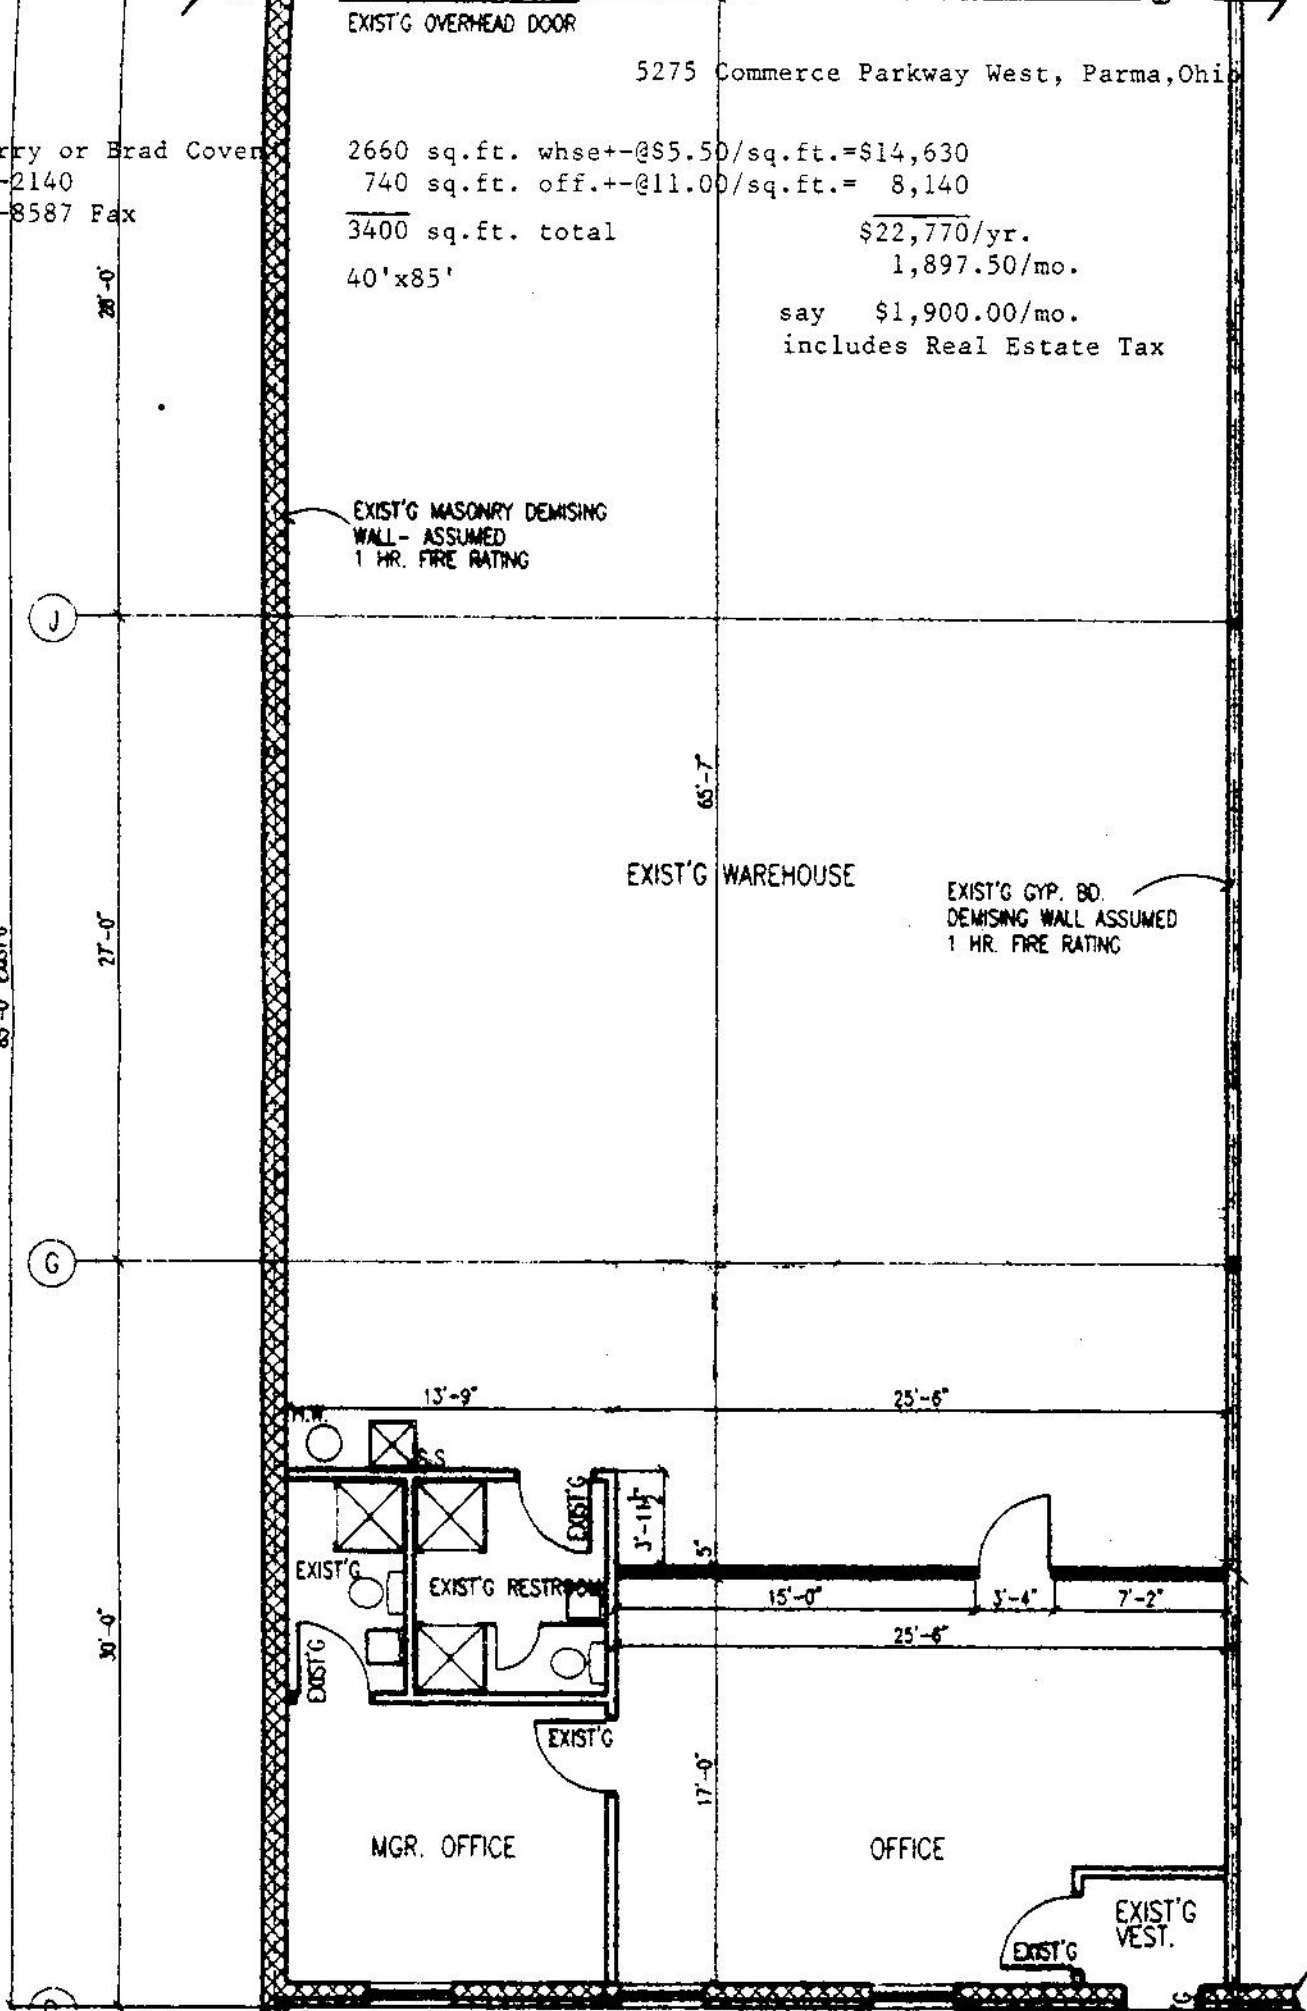 EXIST'G OVERHEAD DOOR
5275 Commerce Parkway West, Parma,Ohio
rry or Brad Coven
-2140
-8587 Fax
2660 sq.ft. whse+-@$5.50/sq.ft.=$14,630
740 sq.ft. off.+-@11.00/sq.ft.= 8,140
3400 sq.ft. total $22,770/yr.
1,897.50/mo.
40'x85'
say $1,900.00/mo.
includes Real Estate Tax
28'-0"
EXIST'G MASONRY DEMISING
WALL- ASSUMED
1 HR. FIRE RATING
J
65'-7"
EXIST'G WAREHOUSE
EXIST'G GYP. BD.
DEMISING WALL ASSUMED
1 HR. FIRE RATING
27'-0"
85'-0" EXIST'G
G
13'-9"
25'-6"
H.W.
S.S
EXIST'G
3'-11½"
5"
EXIST'G
EXIST'G RESTROOM
15'-0"
3'-4"
7'-2"
25'-6"
30'-0"
EXIST'G
EXIST'G
17'-0"
MGR. OFFICE
OFFICE
EXIST'G
VEST.
EXIST'G